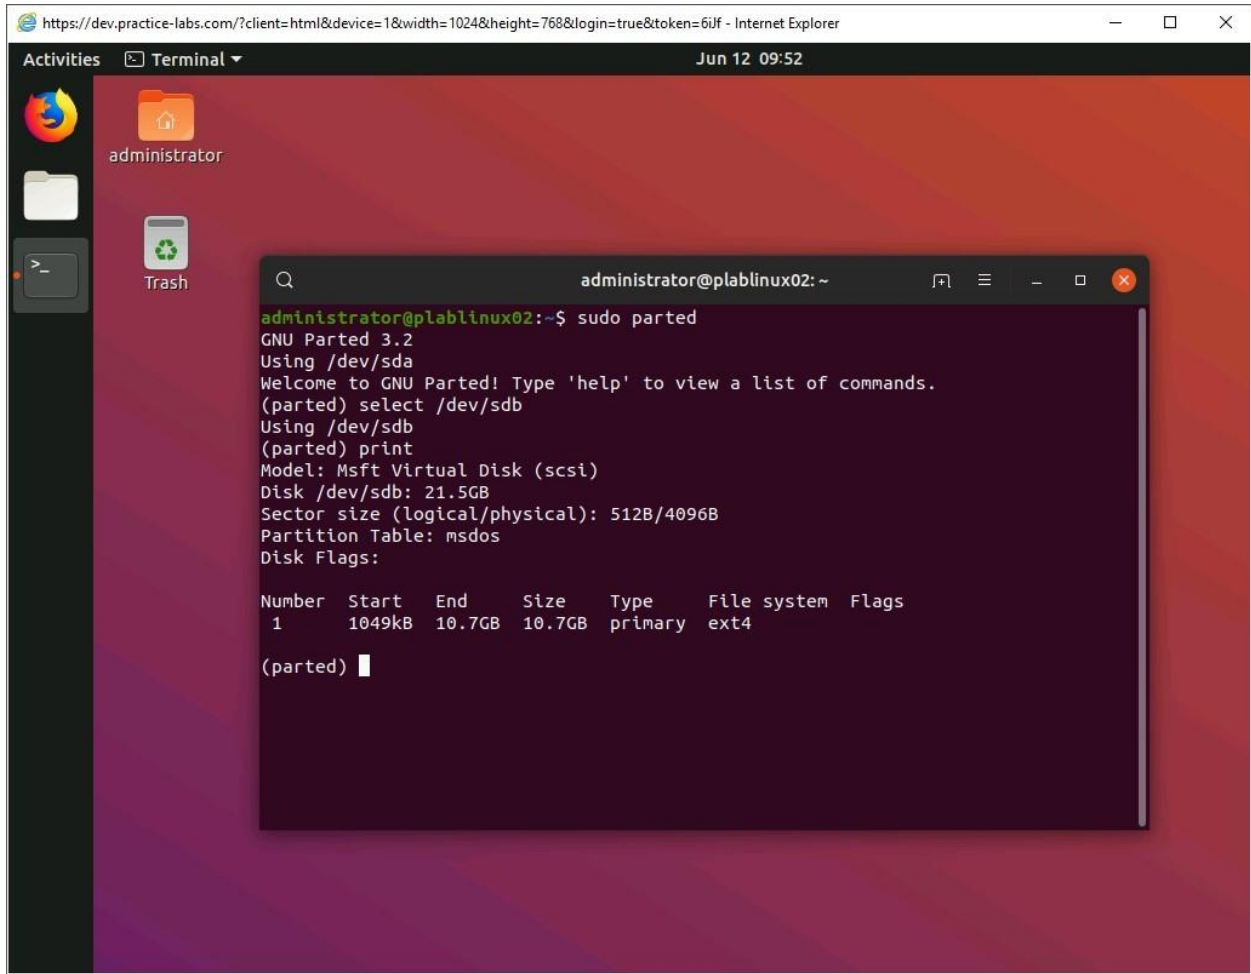 https://dev.practice-labs.com/?client=html&device=1&width=1024&height=768&login=true&token=6iJf - Internet Explorer
Activities Terminal Jun 12 09:52
administrator
Trash
administrator@plablinux02: ~
administrator@plablinux02:~$ sudo parted
GNU Parted 3.2
Using /dev/sda
Welcome to GNU Parted! Type 'help' to view a list of commands.
(parted) select /dev/sdb
Using /dev/sdb
(parted) print
Model: Msft Virtual Disk (scsi)
Disk /dev/sdb: 21.5GB
Sector size (logical/physical): 512B/4096B
Partition Table: msdos
Disk Flags:
Number Start End Size Type File system Flags
1 1049kB 10.7GB 10.7GB primary ext4
(parted)